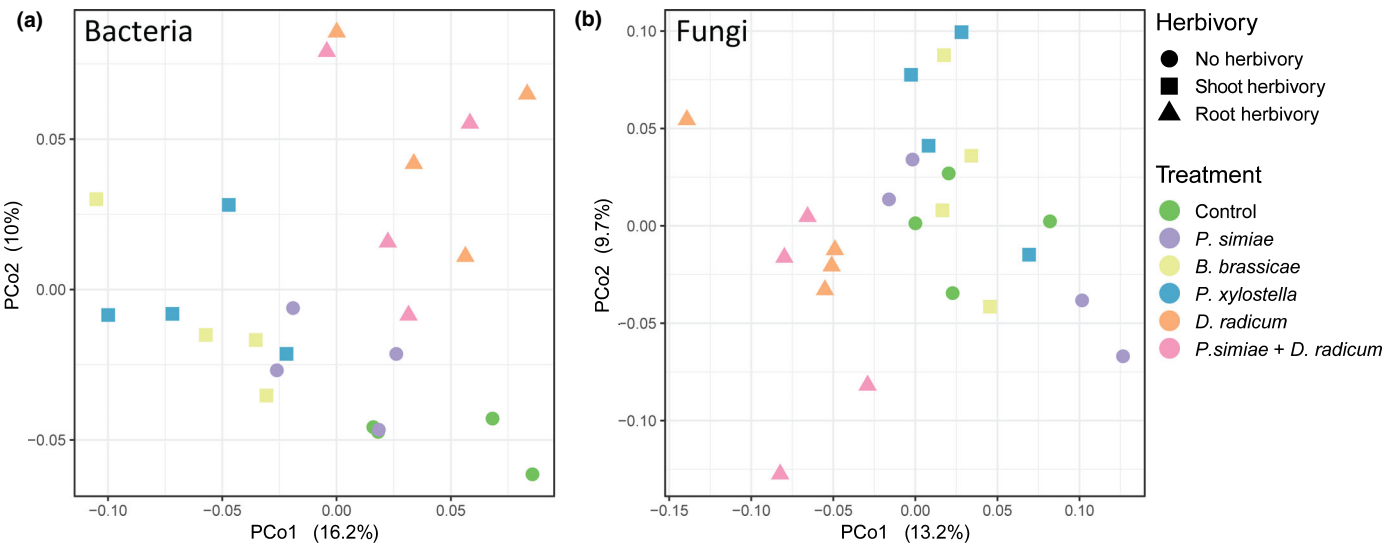 (a)
Bacteria
0.05
0.00
−0.05
PCo2 (10%)
−0.10
−0.05
0.00
0.05
PCo1 (16.2%)
(b)
Fungi
0.10
0.05
0.00
−0.05
−0.10
PCo2 (9.7%)
−0.15
−0.10
−0.05
0.00
0.05
0.10
PCo1 (13.2%)
Herbivory
No herbivory
Shoot herbivory
Root herbivory
Treatment
Control
P. simiae
B. brassicae
P. xylostella
D. radicum
P.simiae + D. radicum